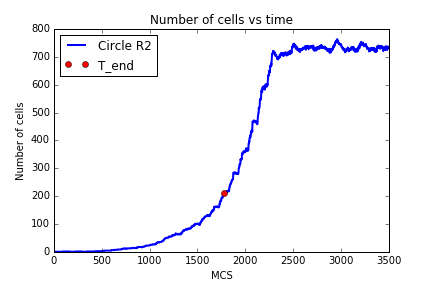 Number of cells vs time
800
700
600
500
400
300
200
100
0
Number of cells
Circle R2
T_end
0 500 1000 1500 2000 2500 3000 3500
MCS